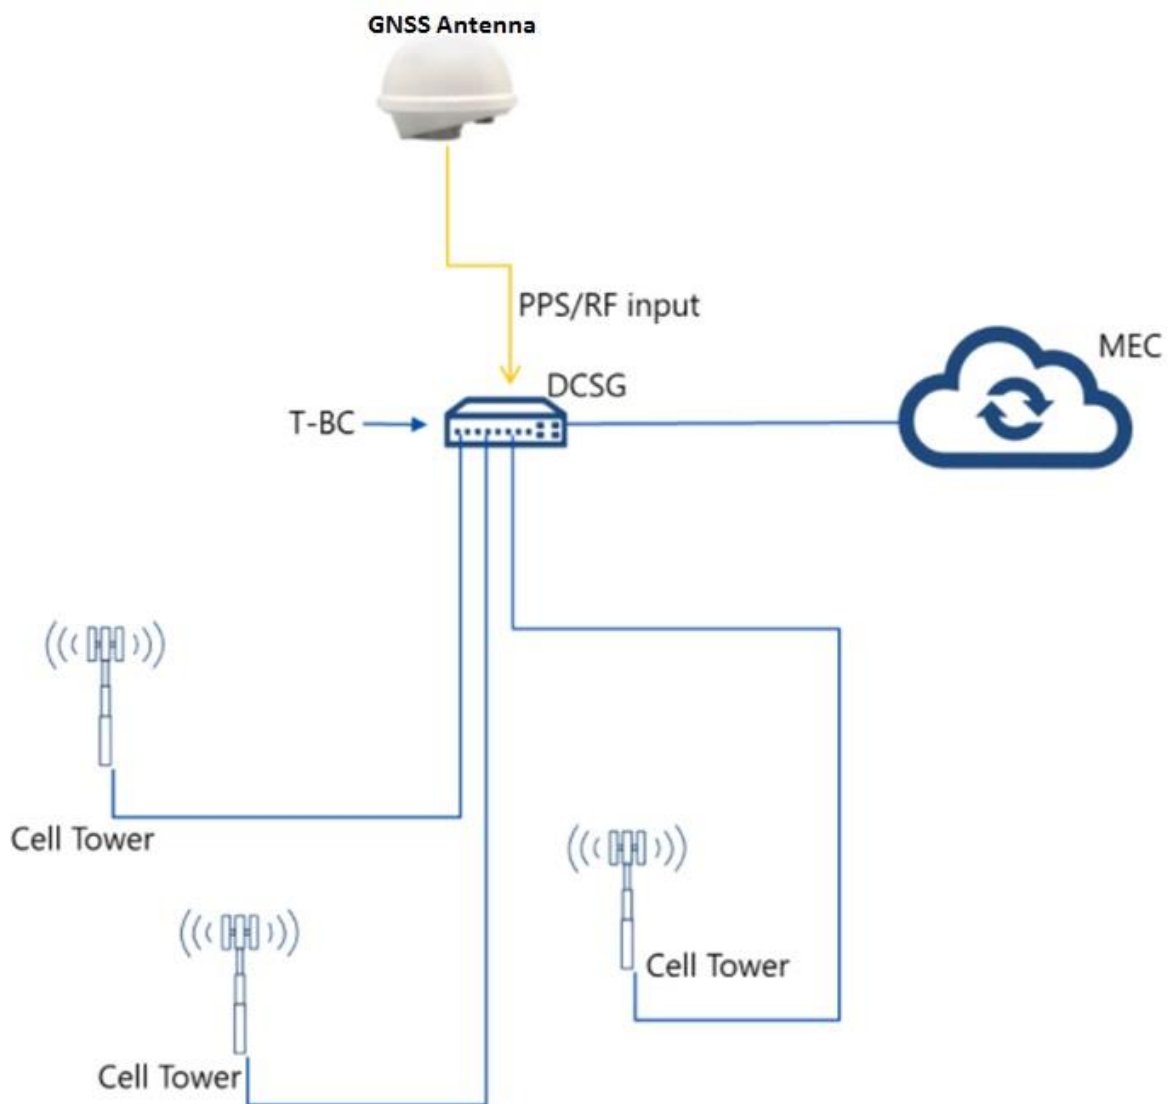 GNSS Antenna
PPS/RF input
MEC
DCSG
T-BC
Cell Tower
Cell Tower
Cell Tower